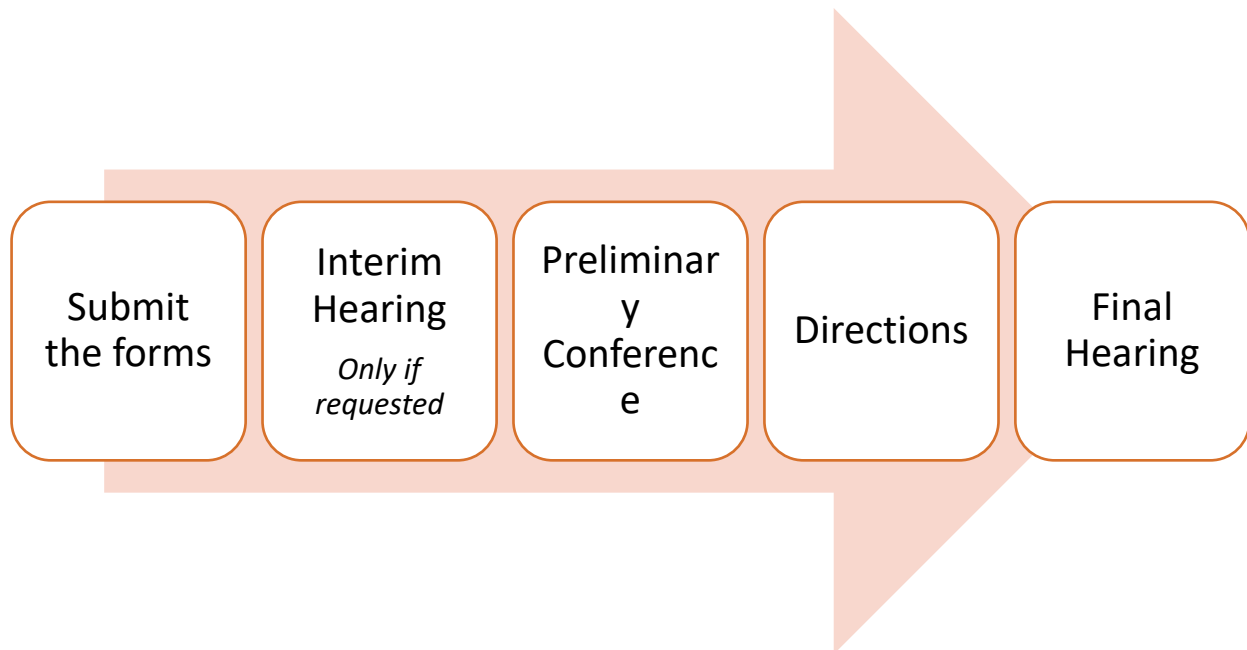 Submit
the forms
Interim
Hearing
Only if
requested
Preliminar
y
Conferenc
e
Directions
Final
Hearing